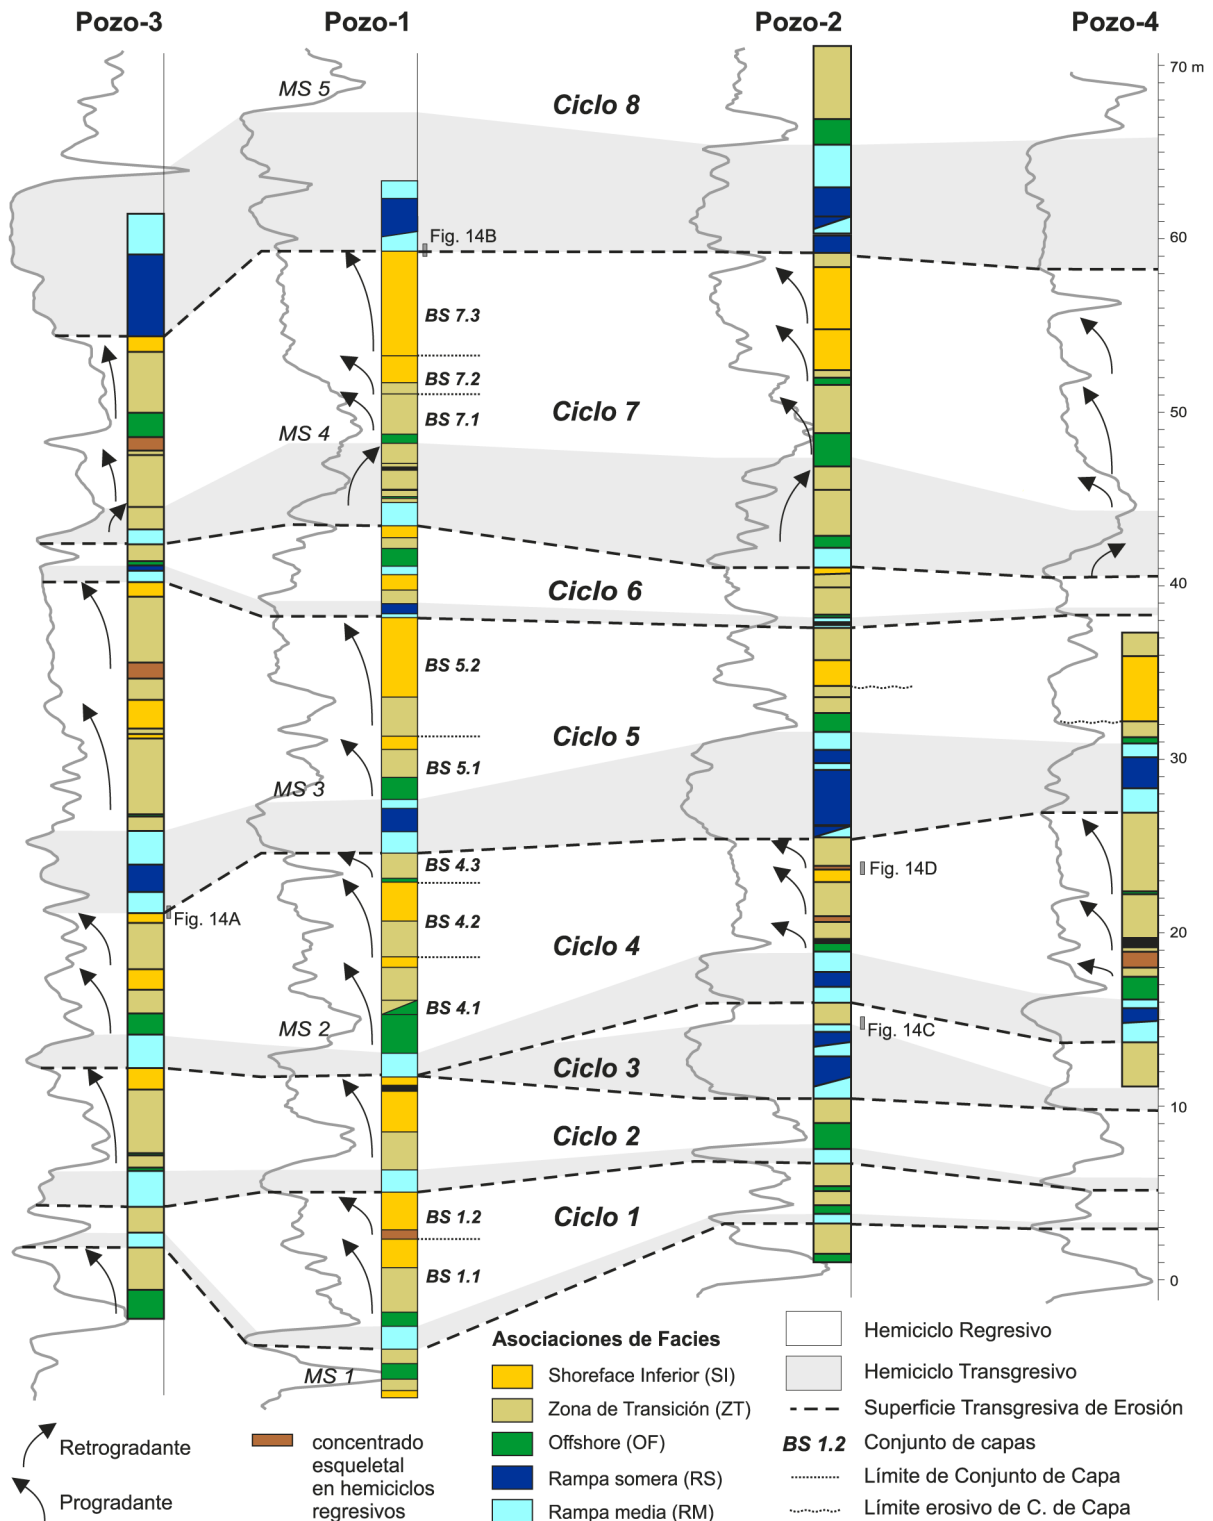 Pozo-3
Pozo-1
Pozo-2
Pozo-4
70 m
MS 5
Ciclo 8
60
Fig. 14B
BS 7.3
BS 7.2
Ciclo 7
BS 7.1
50
MS 4
Ciclo 6
40
BS 5.2
Ciclo 5
BS 5.1
30
MS 3
BS 4.3
Fig. 14D
BS 4.2
Fig. 14A
20
Ciclo 4
BS 4.1
MS 2
Fig. 14C
Ciclo 3
10
Ciclo 2
BS 1.2
Ciclo 1
BS 1.1
0
MS 1
Asociaciones de Facies
Shoreface Inferior (SI)
Zona de Transición (ZT)
Offshore (OF)
Rampa somera (RS)
Rampa media (RM)
Hemiciclo Regresivo
Hemiciclo Transgresivo
Superficie Transgresiva de Erosión
BS 1.2 Conjunto de capas
Límite de Conjunto de Capa
Límite erosivo de C. de Capa
Retrogradante
Progradante
concentrado
esqueletal
en hemiciclos
regresivos